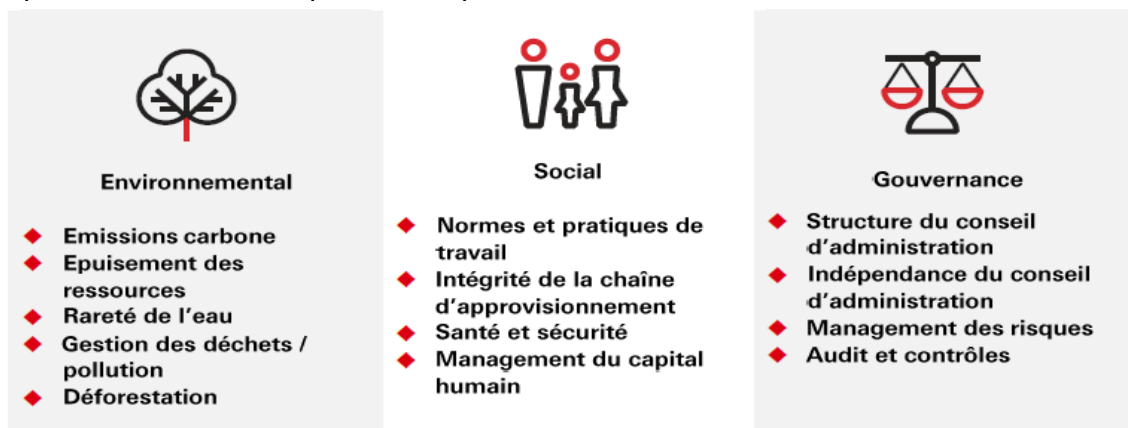 Environnemental
◆ Emissions carbone
◆ Epuisement des
ressources
◆ Rareté de l'eau
◆ Gestion des déchets /
pollution
◆ Déforestation
Social
◆ Normes et pratiques de
travail
◆ Intégrité de la chaîne
d'approvisionnement
◆ Santé et sécurité
◆ Management du capital
humain
Gouvernance
◆ Structure du conseil
d'administration
◆ Indépendance du conseil
d'administration
◆ Management des risques
◆ Audit et contrôles